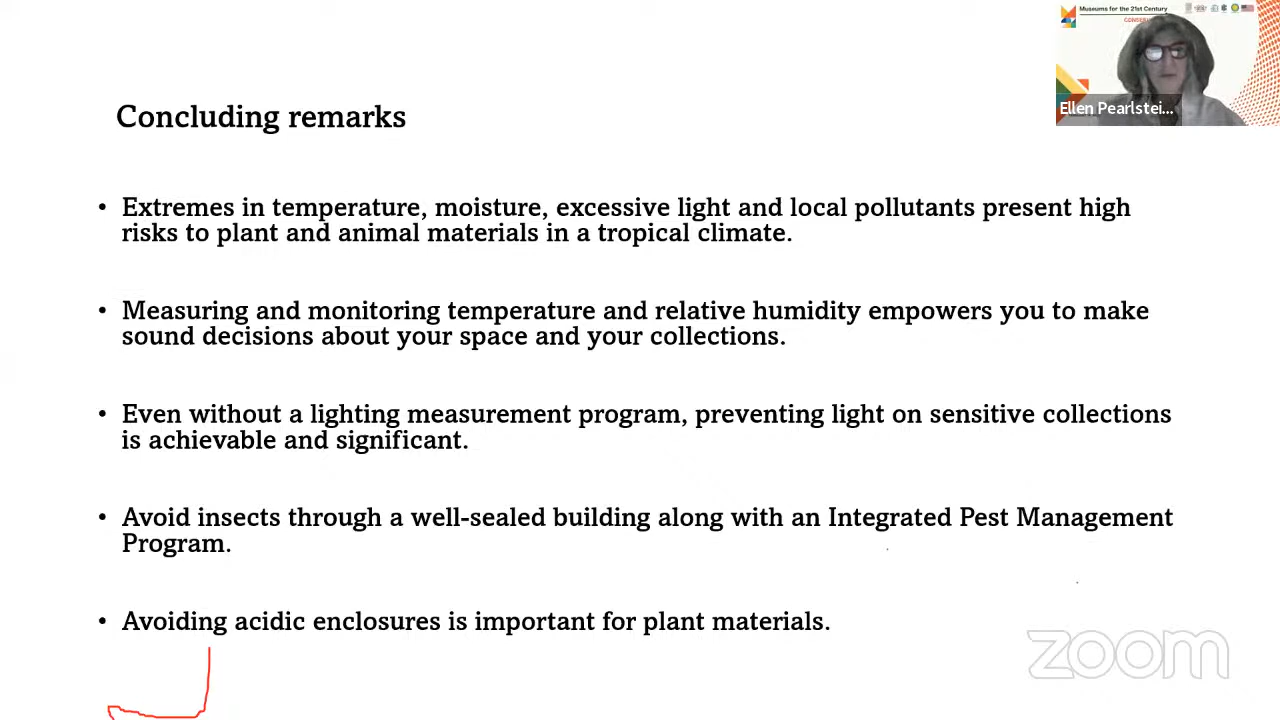 Museums for the 21st Century
Ellen Pearlstei...
Concluding remarks
• Extremes in temperature, moisture, excessive light and local pollutants present high
risks to plant and animal materials in a tropical climate.
• Measuring and monitoring temperature and relative humidity empowers you to make
sound decisions about your space and your collections.
• Even without a lighting measurement program, preventing light on sensitive collections
is achievable and significant.
• Avoid insects through a well-sealed building along with an Integrated Pest Management
Program.
• Avoiding acidic enclosures is important for plant materials.
zoom